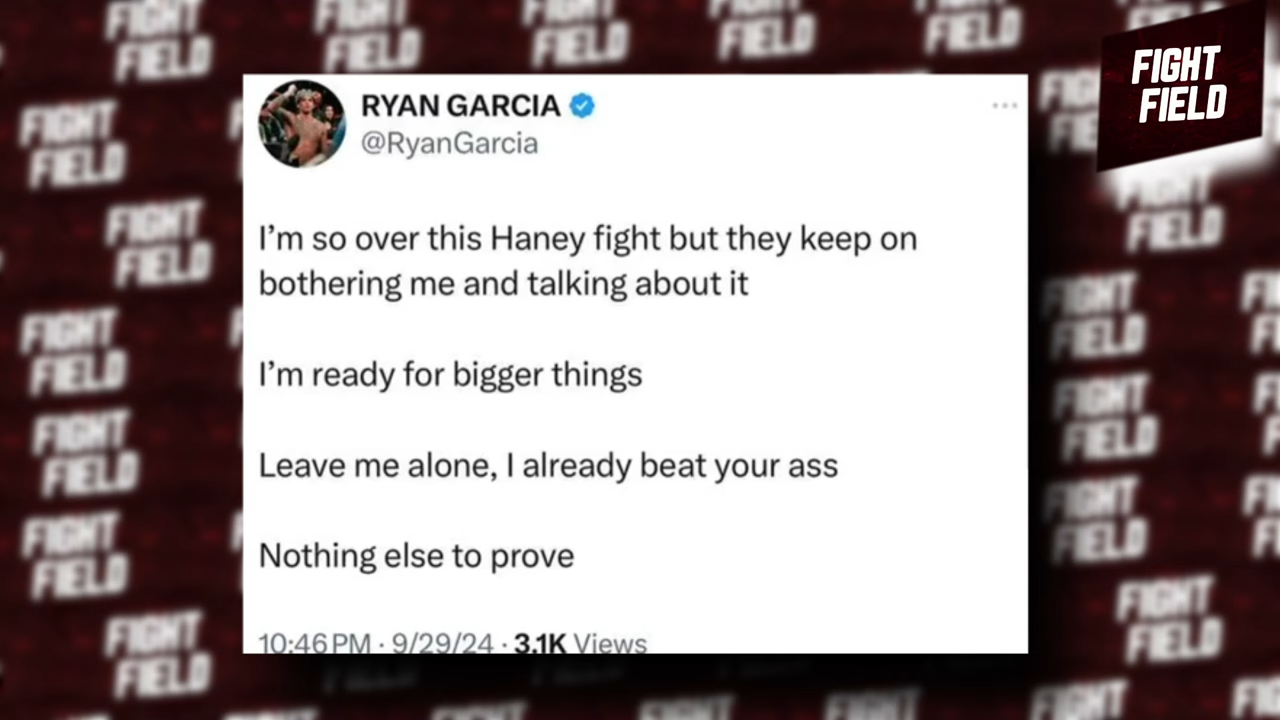 FIGHT
FIELD
RYAN GARCIA
@RyanGarcia
I’m so over this Haney fight but they keep on
bothering me and talking about it
I’m ready for bigger things
Leave me alone, I already beat your ass
Nothing else to prove
10:46 PM · 9/29/24 · 3.1K Views